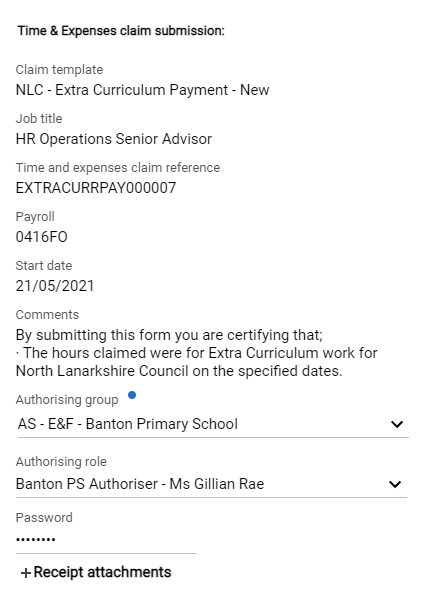 Time & Expenses claim submission:
Claim template
NLC - Extra Curriculum Payment - New
Job title
HR Operations Senior Advisor
Time and expenses claim reference
EXTRACURRPAY000007
Payroll
0416FO
Start date
21/05/2021
Comments
By submitting this form you are certifying that;
· The hours claimed were for Extra Curriculum work for
North Lanarkshire Council on the specified dates.
Authorising group
AS - E&F - Banton Primary School
Authorising role
Banton PS Authoriser - Ms Gillian Rae
Password
••••••••
+Receipt attachments